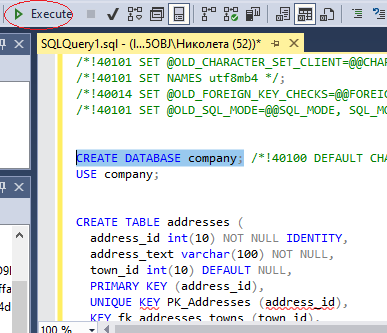 Execute
SQLQuery1.sql - (l...5OBJ\Николета (52))*
/*!40101 SET @OLD_CHARACTER_SET_CLIENT=@@CHAR
/*!40101 SET NAMES utf8mb4 */;
/*!40014 SET @OLD_FOREIGN_KEY_CHECKS=@@FOREIG
/*!40101 SET @OLD_SQL_MODE=@@SQL_MODE, SQL_MO
CREATE DATABASE company; /*!40100 DEFAULT CHA
USE company;
CREATE TABLE addresses (
address_id int(10) NOT NULL IDENTITY,
address_text varchar(100) NOT NULL,
town_id int(10) DEFAULT NULL,
PRIMARY KEY (address_id),
UNIQUE KEY PK_Addresses (address_id),
KEY fk_addresses_towns (town_id),
100 %